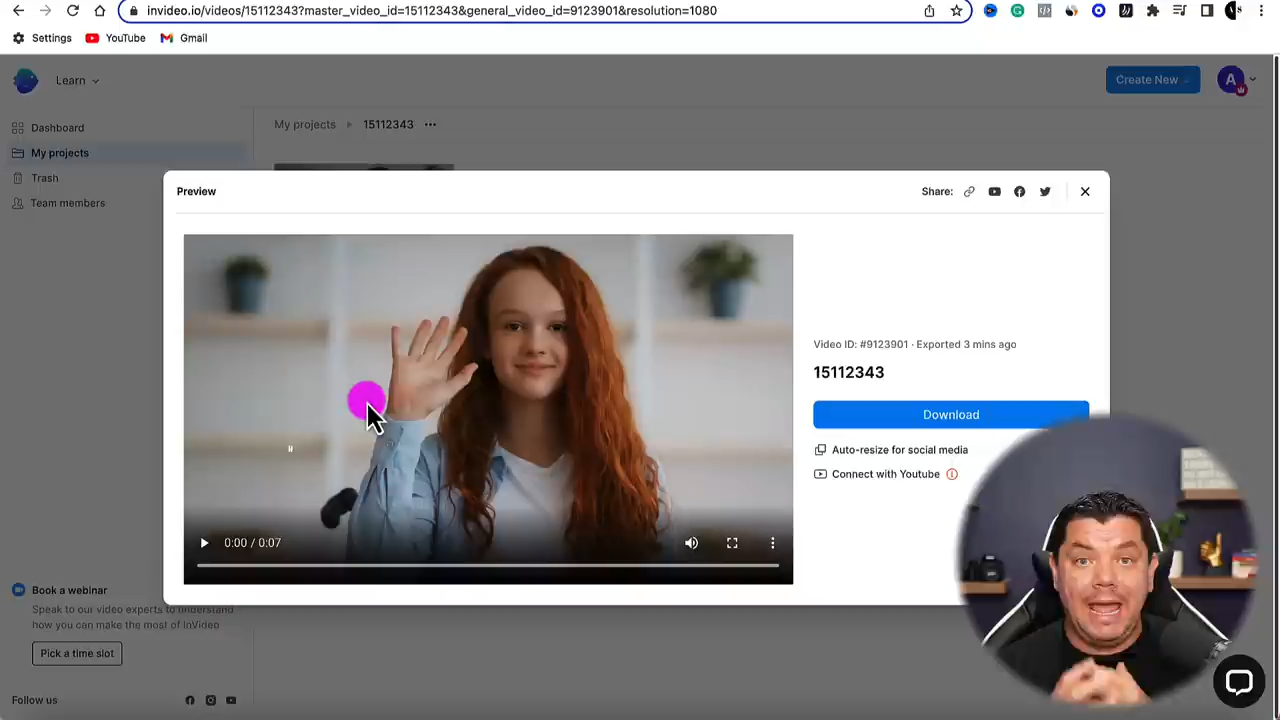 invideo.io/videos/15112343?master_video_id=15112343&general_video_id=9123901&resolution=1080
Settings
YouTube
Gmail
Learn
Create New
A
Dashboard
My projects
15112343
My projects
Trash
Team members
Preview
Share:
0:00 / 0:07
Video ID: #9123901 · Exported 3 mins ago
15112343
Download
Auto-resize for social media
Connect with Youtube
Book a webinar
Speak to our video experts to understand
how you can make the most of InVideo
Pick a time slot
Follow us